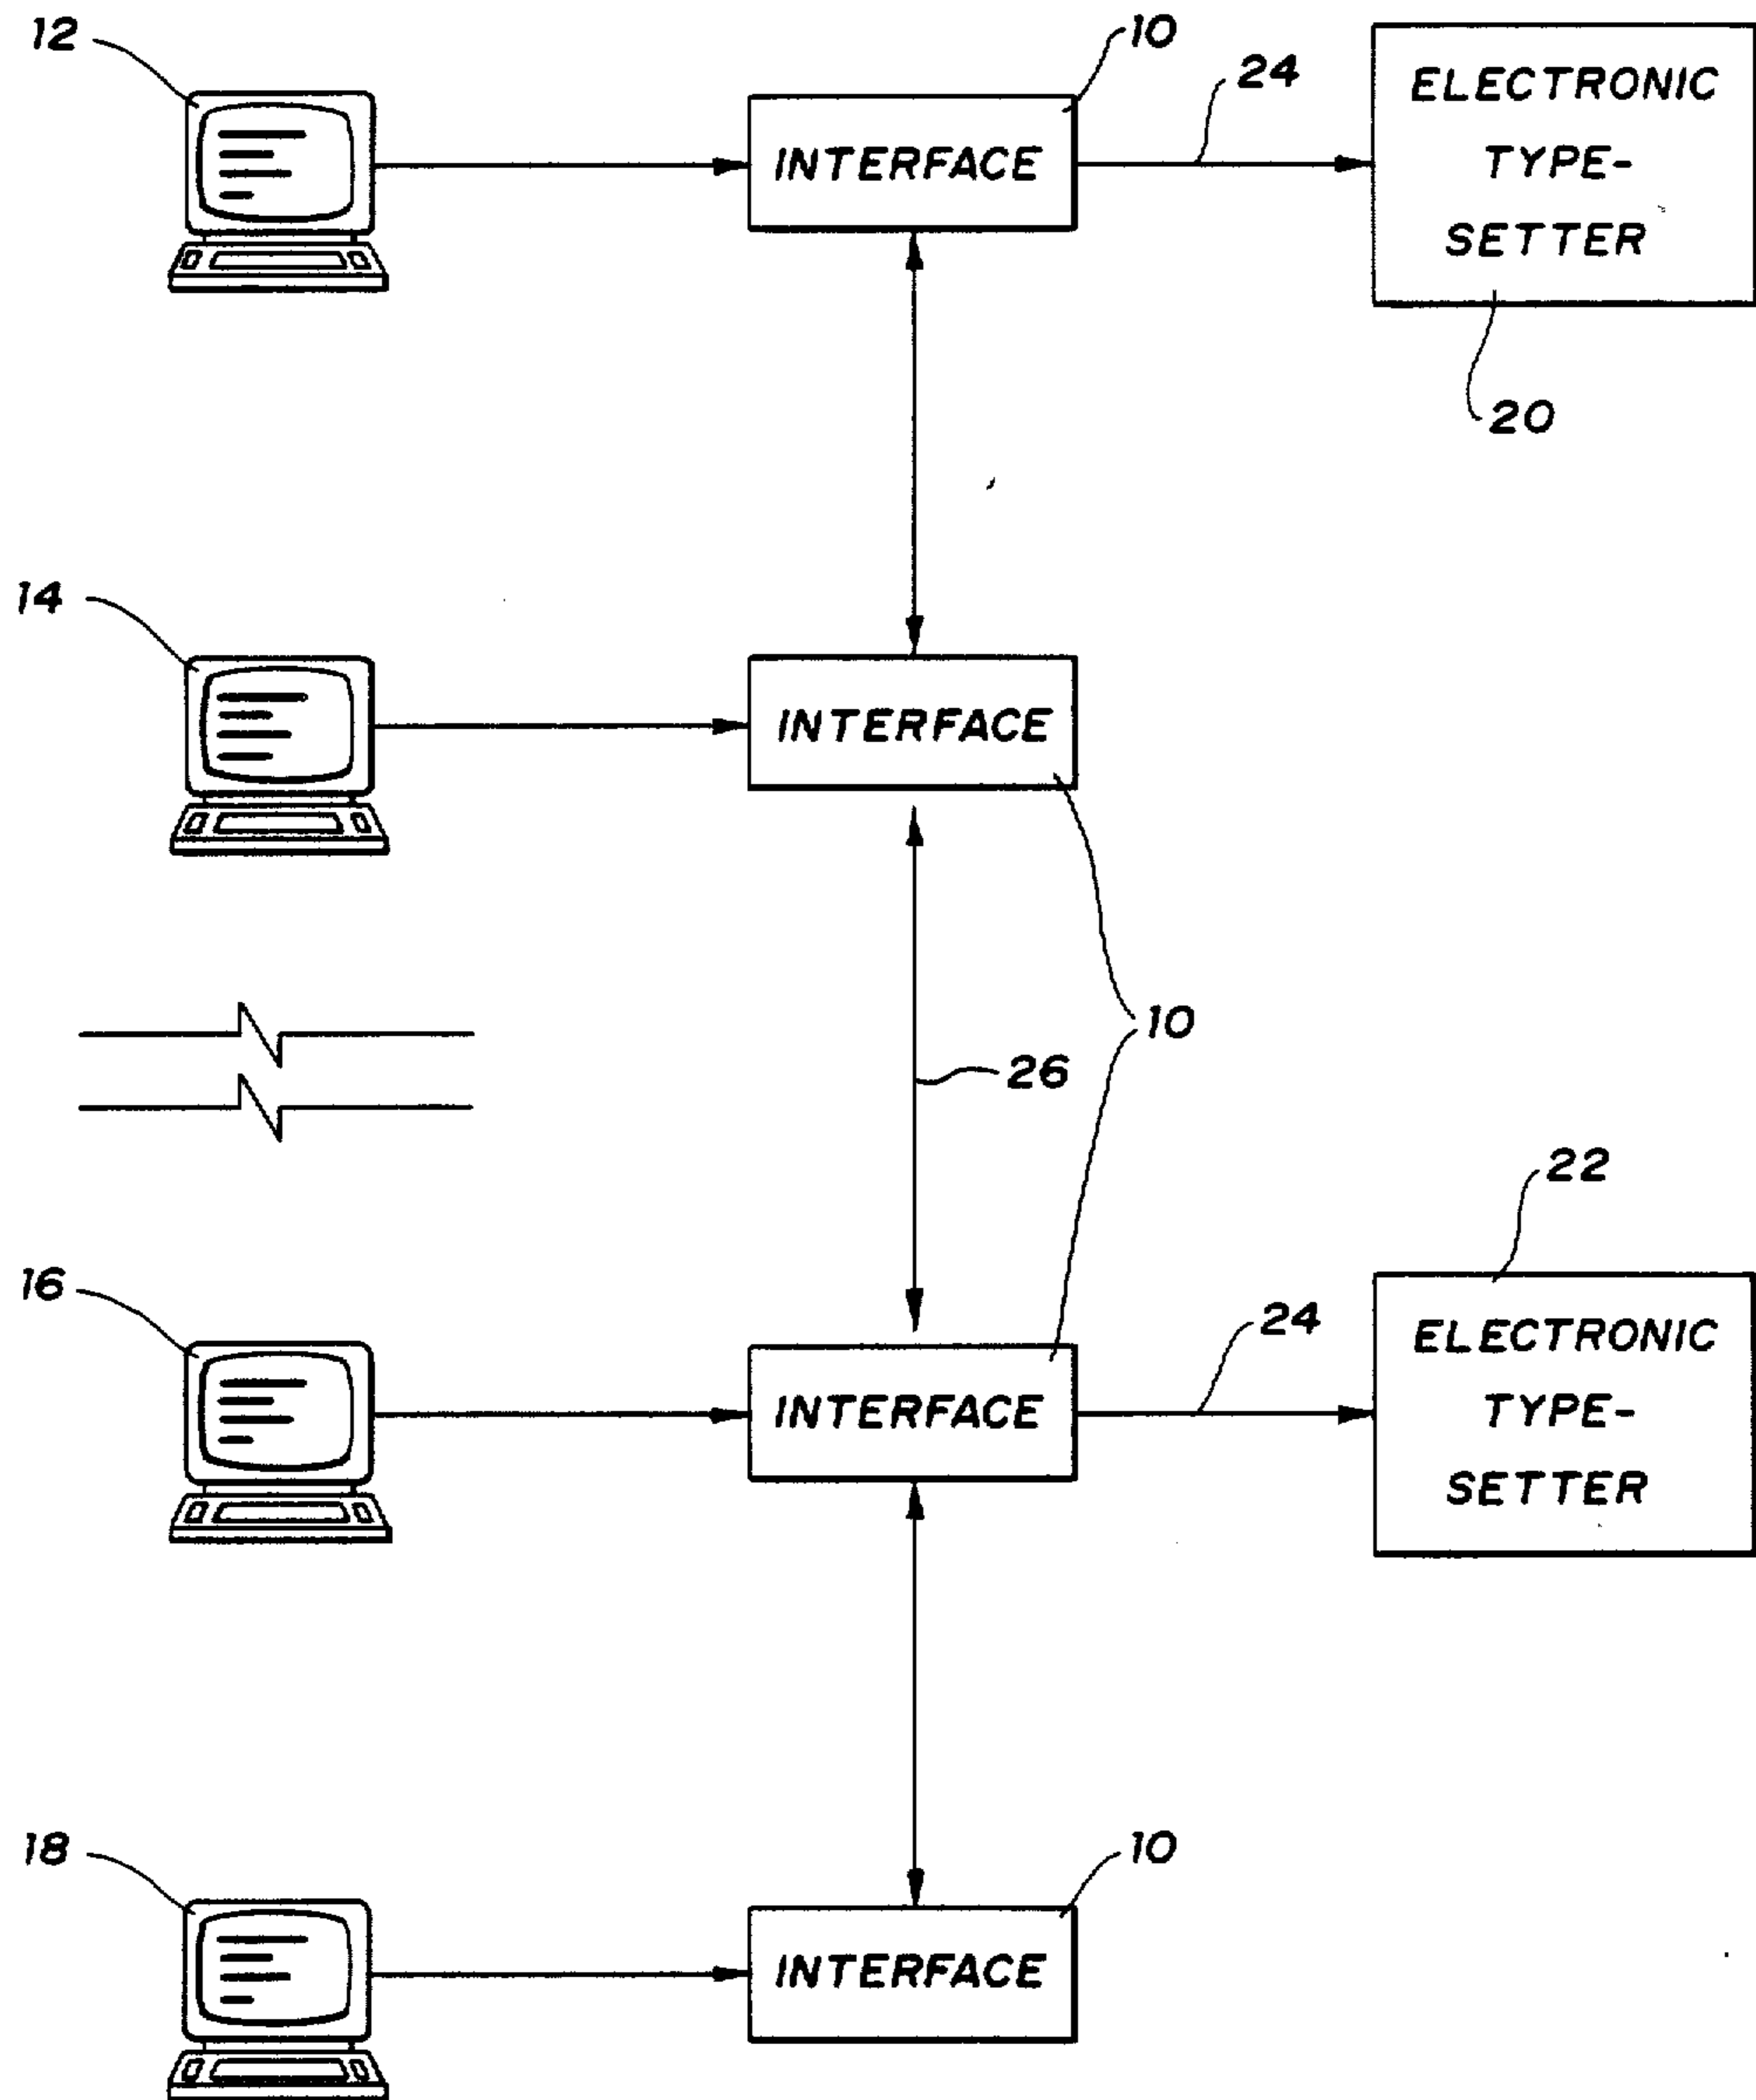 12
10
24
ELECTRONIC
TYPE-
SETTER
INTERFACE
20
14
INTERFACE
10
26
22
16
24
ELECTRONIC
TYPE-
SETTER
INTERFACE
18
10
INTERFACE